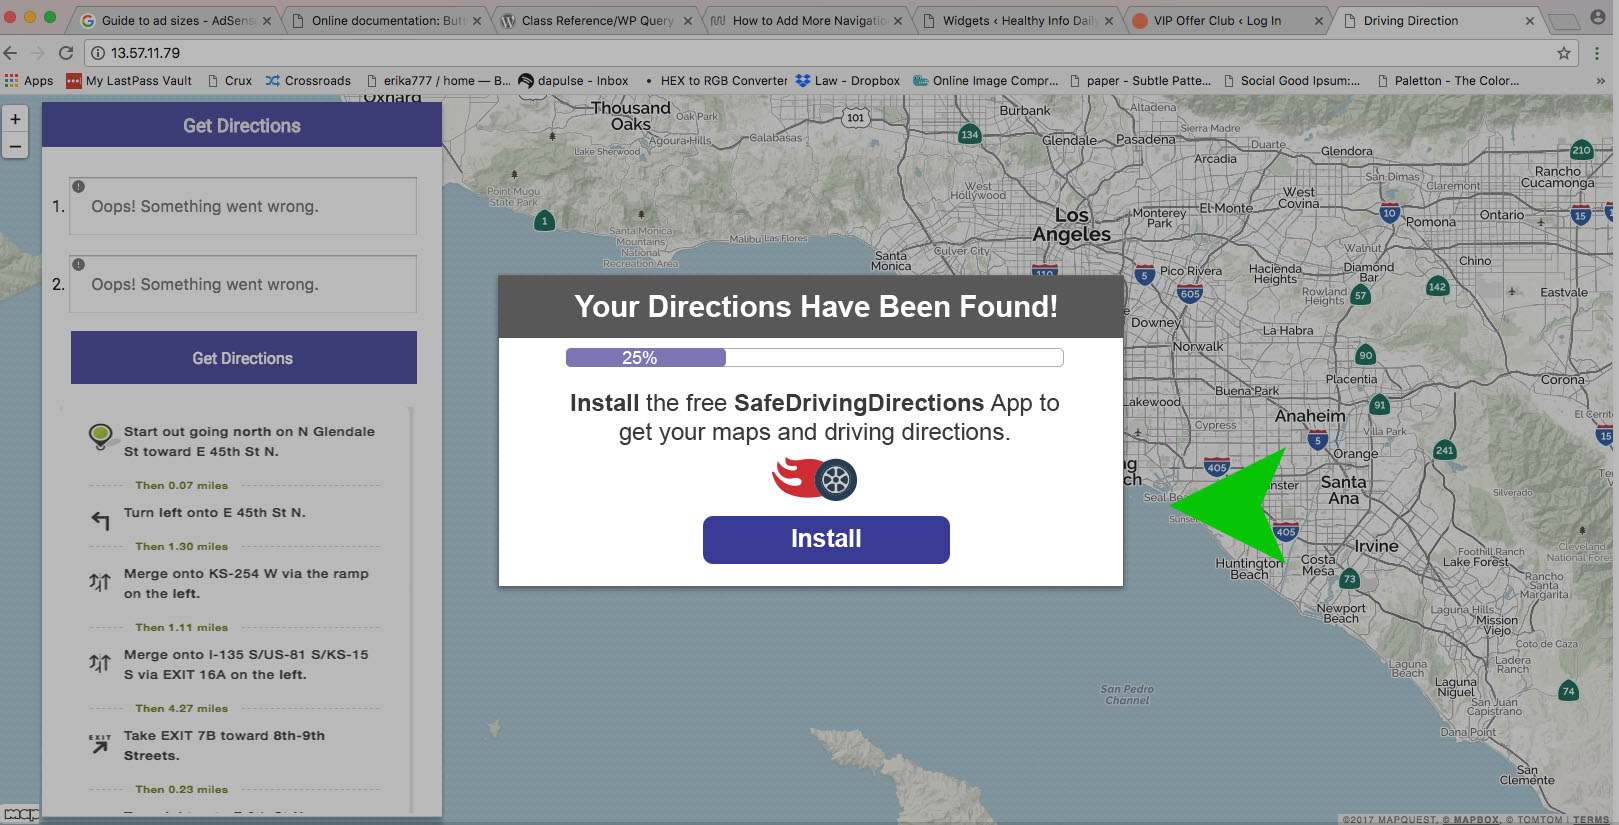 Guide to ad sizes - AdSens
Online documentation: But
Class Reference/WP Query
How to Add More Navigatio
Widgets ‹ Healthy Info Daily
VIP Offer Club ‹ Log In
Driving Direction
13.57.11.79
Apps
My LastPass Vault
Crux
Crossroads
erika777 / home — B...
dapulse - Inbox
HEX to RGB Converter
Law - Dropbox
Online Image Compr...
paper - Subtle Patte...
Social Good Ipsum:...
Paletton - The Color...
»
+
−
Get Directions
1. Oops! Something went wrong.
2. Oops! Something went wrong.
Get Directions
Start out going north on N Glendale
St toward E 45th St N.
Then 0.07 miles
Turn left onto E 45th St N.
Then 1.30 miles
Merge onto KS-254 W via the ramp
on the left.
Then 1.11 miles
Merge onto I-135 S/US-81 S/KS-15
S via EXIT 16A on the left.
Then 4.27 miles
EXIT
Take EXIT 7B toward 8th-9th
Streets.
Then 0.23 miles
Your Directions Have Been Found!
25%
Install the free SafeDrivingDirections App to
get your maps and driving directions.
Install
Oxnard
Thousand
Oaks
Oak Park
Agoura Hills
Lake Sherwood
Calabasas
101
Burbank
134
Glendale
Altadena
Pasadena
Sierra Madre
Arcadia
Duarte
Glendora
210
San Dimas
Claremont
Rancho
Cucamonga
Point Mugu
State Park
1
Santa Monica
Mountains
National
Recreation Area
Malibu
Las Flores
West
Hollywood
Los
Angeles
Culver City
Santa
Monica
Monterey
Park
El Monte
West
Covina
10
Pomona
Ontario
15
110
5
Pico Rivera
605
Hacienda
Heights
Rowland
Heights
Walnut
Diamond
Bar
57
142
Chino
Eastvale
Downey
Norwalk
La Habra
90
Buena Park
Placentia
Corona
Lakewood
Cypress
Anaheim
91
Villa Park
El Cerrit
15
5
Orange
241
405
Santa
Ana
Silverado
405
Irvine
Huntington
Beach
Costa
Mesa
73
Foothill Ranch
Lake Forest
Cleveland
National Fores
Rancho
Santa
Margarita
Newport
Beach
Laguna Hills
Mission
Viejo
Coto de Caza
Ladera
Ranch
Laguna
Beach
Laguna
Niguel
San Juan
Capistrano
74
Dana Point
San
Clemente
San Pedro
Channel
map
©2017 MAPQUEST, © MAPBOX, © TOMTOM | TERMS